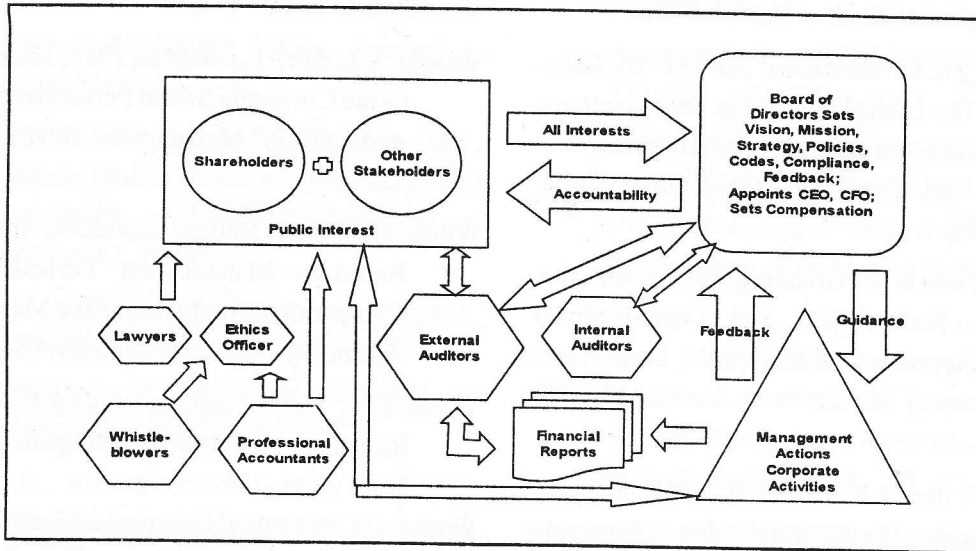 Shareholders
Other
Stakeholders
Public Interest
All Interests
Accountability
Board of
Directors Sets
Vision, Mission,
Strategy, Policies,
Codes, Compliance,
Feedback;
Appoints CEO, CFO;
Sets Compensation
Lawyers
Ethics
Officer
External
Auditors
Internal
Auditors
Feedback
Guidance
Whistle-
blowers
Professional
Accountants
Financial
Reports
Management
Actions
Corporate
Activities